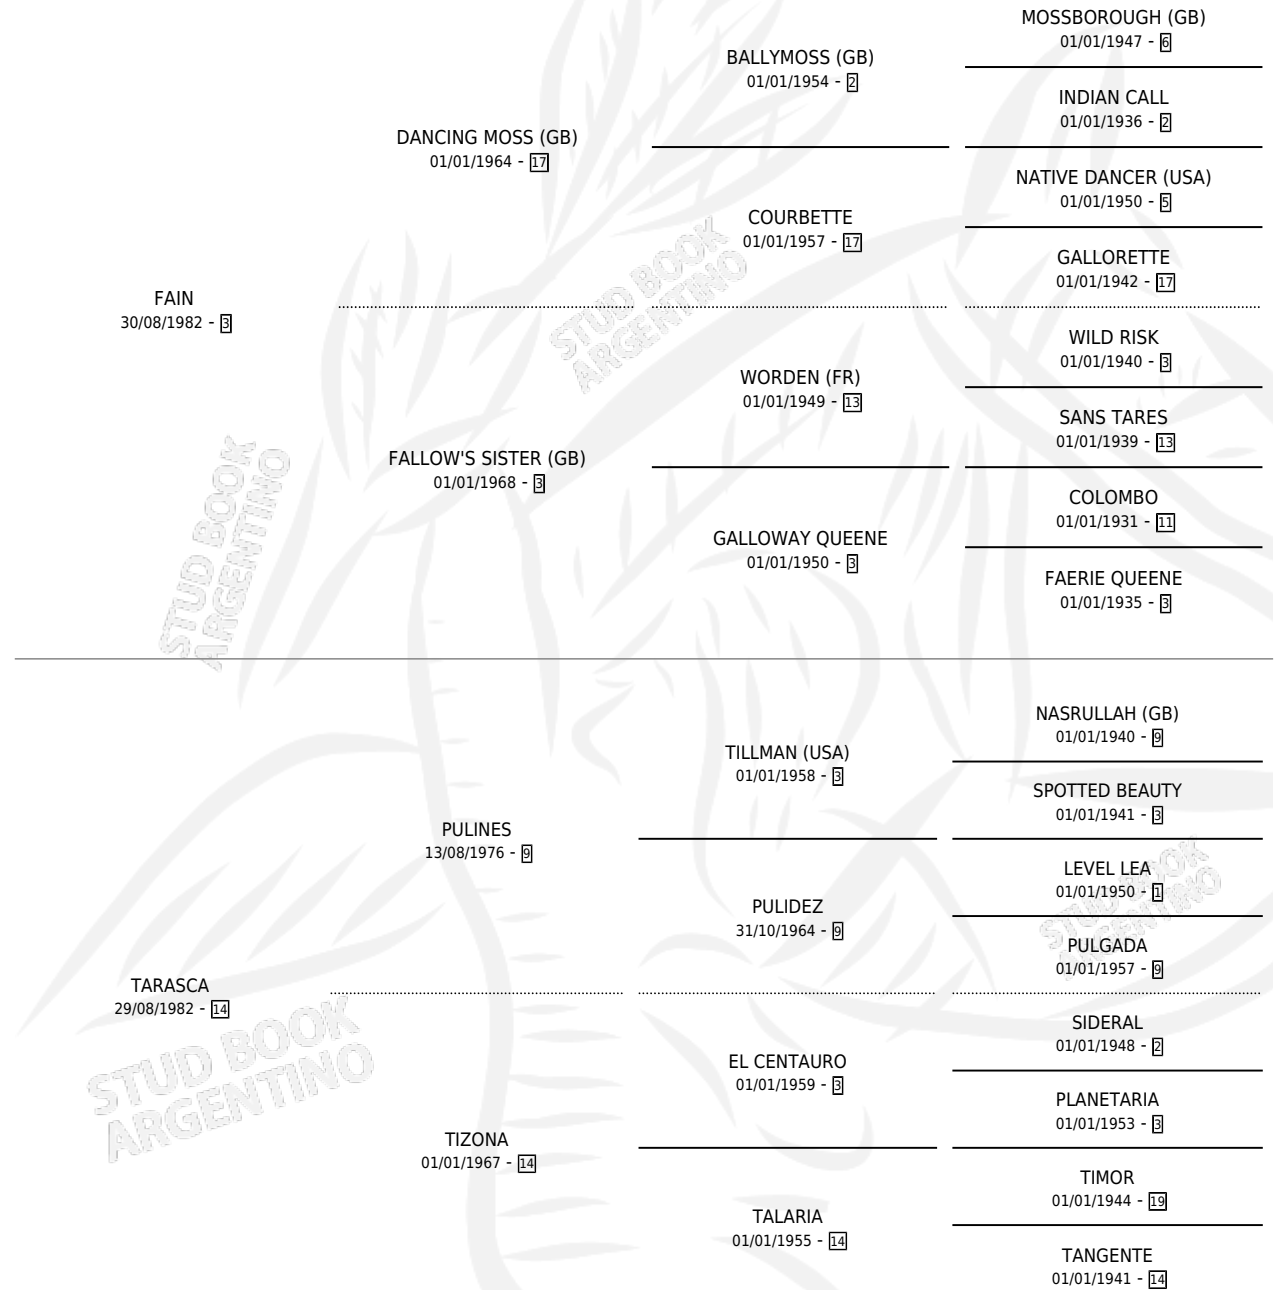 MOSSBOROUGH (GB)
01/01/1947 - 6
BALLYMOSS (GB)
01/01/1954 - 2
INDIAN CALL
01/01/1936 - 2
DANCING MOSS (GB)
01/01/1964 - 17
NATIVE DANCER (USA)
01/01/1950 - 5
COURBETTE
01/01/1957 - 17
GALLORETTE
01/01/1942 - 17
FAIN
30/08/1982 - 3
STUD BOOK
ARGENTINO
WILD RISK
01/01/1940 - 3
WORDEN (FR)
01/01/1949 - 13
SANS TARES
01/01/1939 - 13
FALLOW'S SISTER (GB)
01/01/1968 - 3
COLOMBO
01/01/1931 - 11
GALLOWAY QUEENE
01/01/1950 - 3
FAERIE QUEENE
01/01/1935 - 3
STUD BOOK
ARGENTINO
NASRULLAH (GB)
01/01/1940 - 9
TILLMAN (USA)
01/01/1958 - 3
SPOTTED BEAUTY
01/01/1941 - 3
PULINES
13/08/1976 - 9
LEVEL LEA
01/01/1950 - 1
PULIDEZ
31/10/1964 - 9
STUD BOOK
ARGENTINO
PULGADA
01/01/1957 - 9
TARASCA
29/08/1982 - 14
STUD BOOK
ARGENTINO
SIDERAL
01/01/1948 - 2
EL CENTAURO
01/01/1959 - 3
PLANETARIA
01/01/1953 - 3
TIZONA
01/01/1967 - 14
TIMOR
01/01/1944 - 19
TALARIA
01/01/1955 - 14
TANGENTE
01/01/1941 - 14